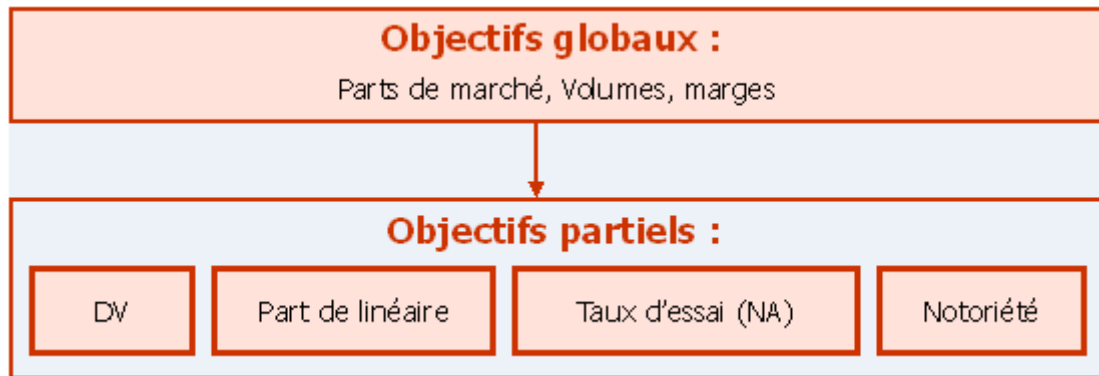 Objectifs globaux :
Parts de marché, Volumes, marges
Objectifs partiels :
DV
Part de linéaire
Taux d'essai (NA)
Notoriété